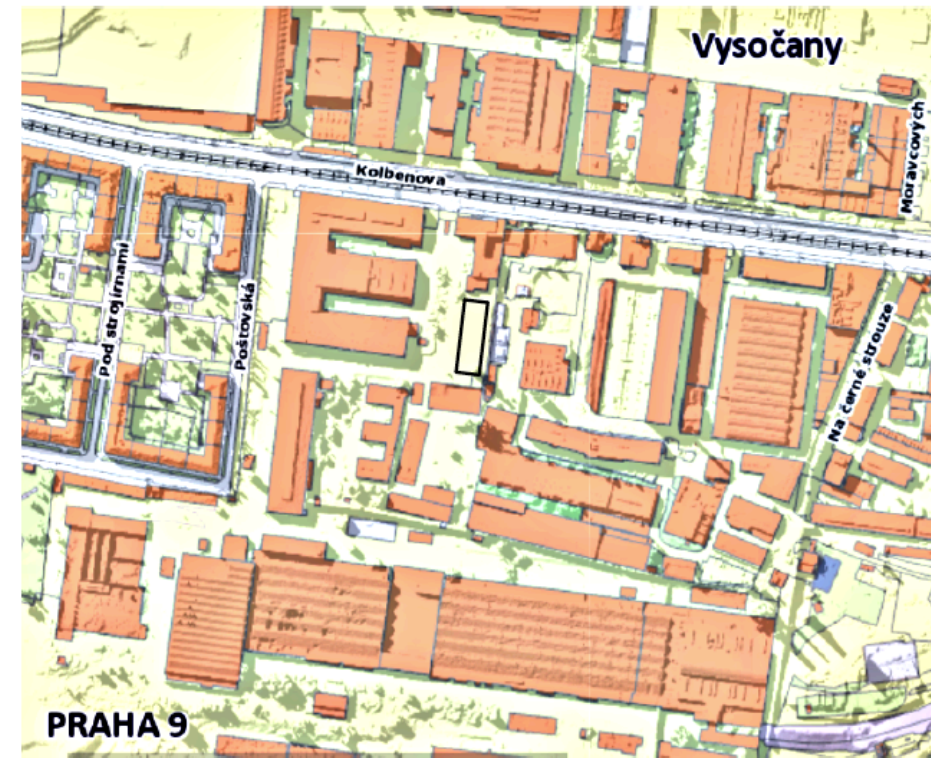 Vysočany
Moravcových
Kolbenova
Pod strojírnami
Poštovská
Na černé strouze
PRAHA 9